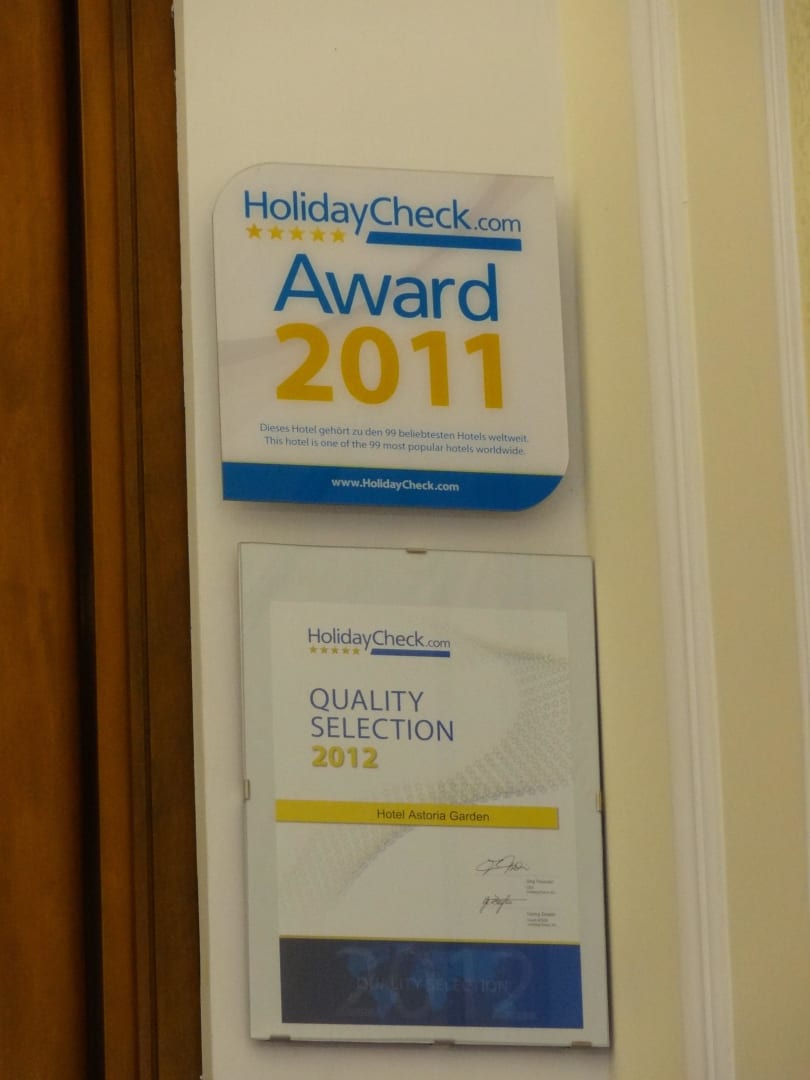 HolidayCheck.com
Award
2011
Dieses Hotel gehört zu den 99 beliebtesten Hotels weltweit.
This hotel is one of the 99 most popular hotels worldwide.
www.HolidayCheck.com
HolidayCheck.com
QUALITY
SELECTION
2012
Hotel Astoria Garden
2012
QUALITY SELECTION